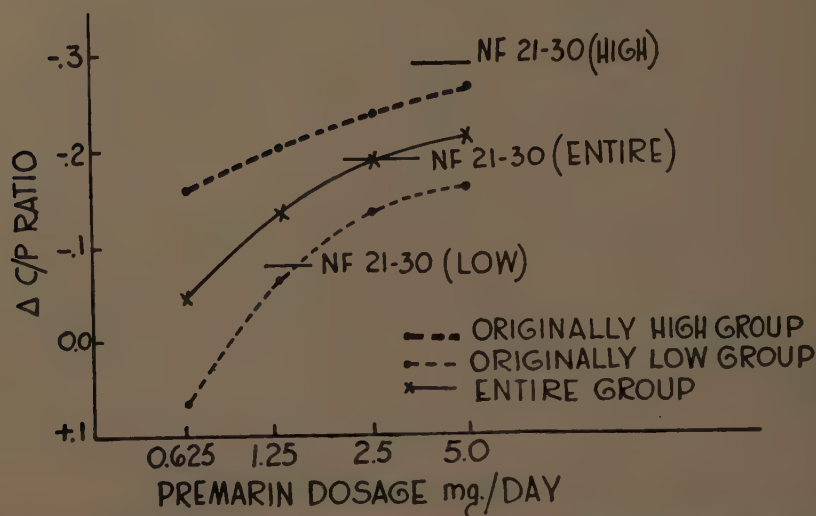 -.3
NF 21-30 (HIGH)
-.2
NF 21-30 (ENTIRE)
Δ C/P RATIO
-.1
NF 21-30 (LOW)
0.0
ORIGINALLY HIGH GROUP
ORIGINALLY LOW GROUP
ENTIRE GROUP
+.1
0.625 1.25 2.5 5.0
PREMARIN DOSAGE mg./DAY